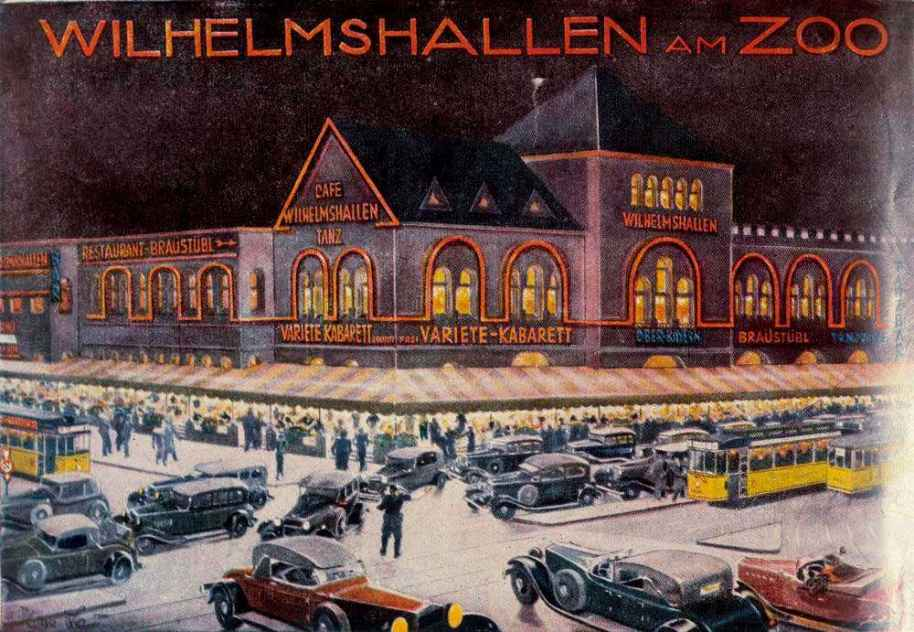 WILHELMSHALLEN AM ZOO
CAFE
WILHELMSHALLEN
TANZ
WILHELMSHALLEN
RESTAURANT-BRÄUSTÜBL
VARIETE-KABARETT
VARIETE-KABARETT
BRÄUSTÜBL